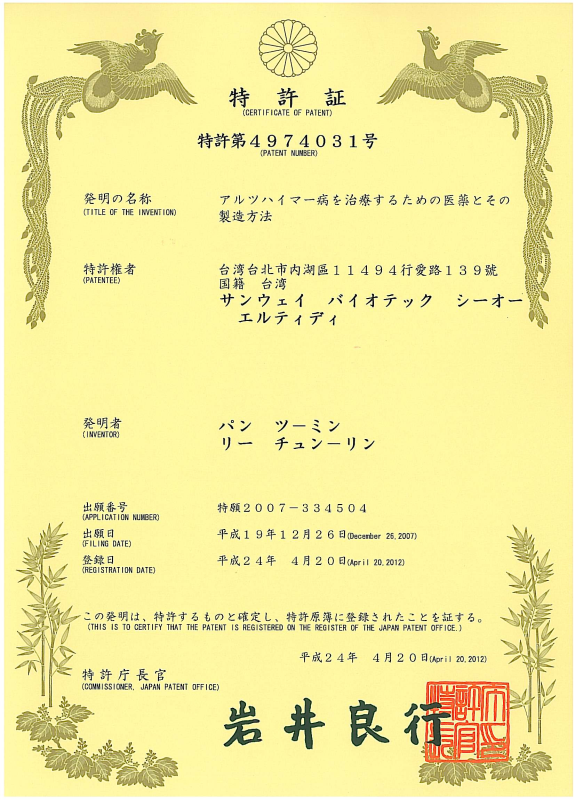 特許証
(CERTIFICATE OF PATENT)
特許第4974031号
(PATENT NUMBER)
発明の名称
(TITLE OF THE INVENTION)
アルツハイマー病を治療するための医薬とその
製造方法
特許権者
(PATENTEE)
台湾台北市内湖區11494行愛路139號
国籍 台湾
サンウェイ バイオテック シーオー
エルティディ
発明者
(INVENTOR)
パン ツーミン
リー チュンーリン
出願番号
(APPLICATION NUMBER)
特願2007-334504
出願日
(FILING DATE)
平成19年12月26日(December 26,2007)
登録日
(REGISTRATION DATE)
平成24年 4月20日(April 20,2012)
この発明は、特許するものと確定し、特許原簿に登録されたことを証する。
(THIS IS TO CERTIFY THAT THE PATENT IS REGISTERED ON THE REGISTER OF THE JAPAN PATENT OFFICE.)
平成24年 4月20日(April 20,2012)
特許庁長官
(COMMISSIONER, JAPAN PATENT OFFICE)
岩井良行